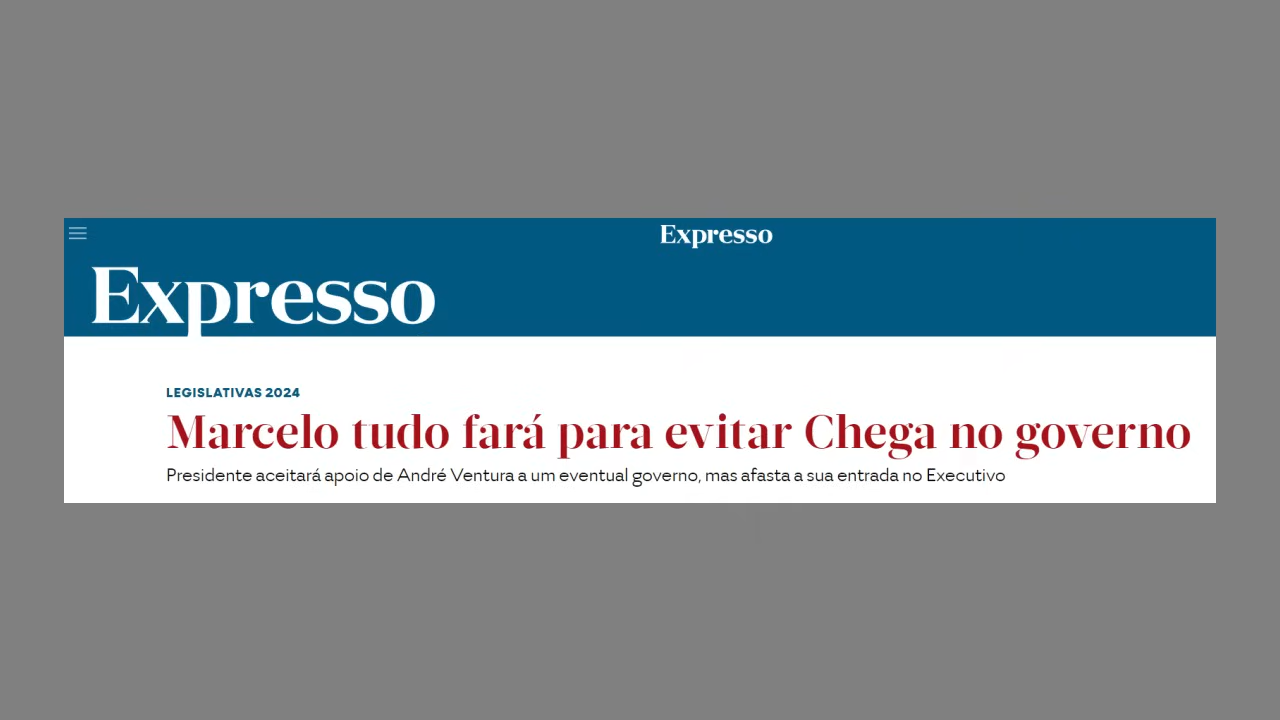 Expresso
Expresso
LEGISLATIVAS 2024
Marcelo tudo fará para evitar Chega no governo
Presidente aceitará apoio de André Ventura a um eventual governo, mas afasta a sua entrada no Executivo